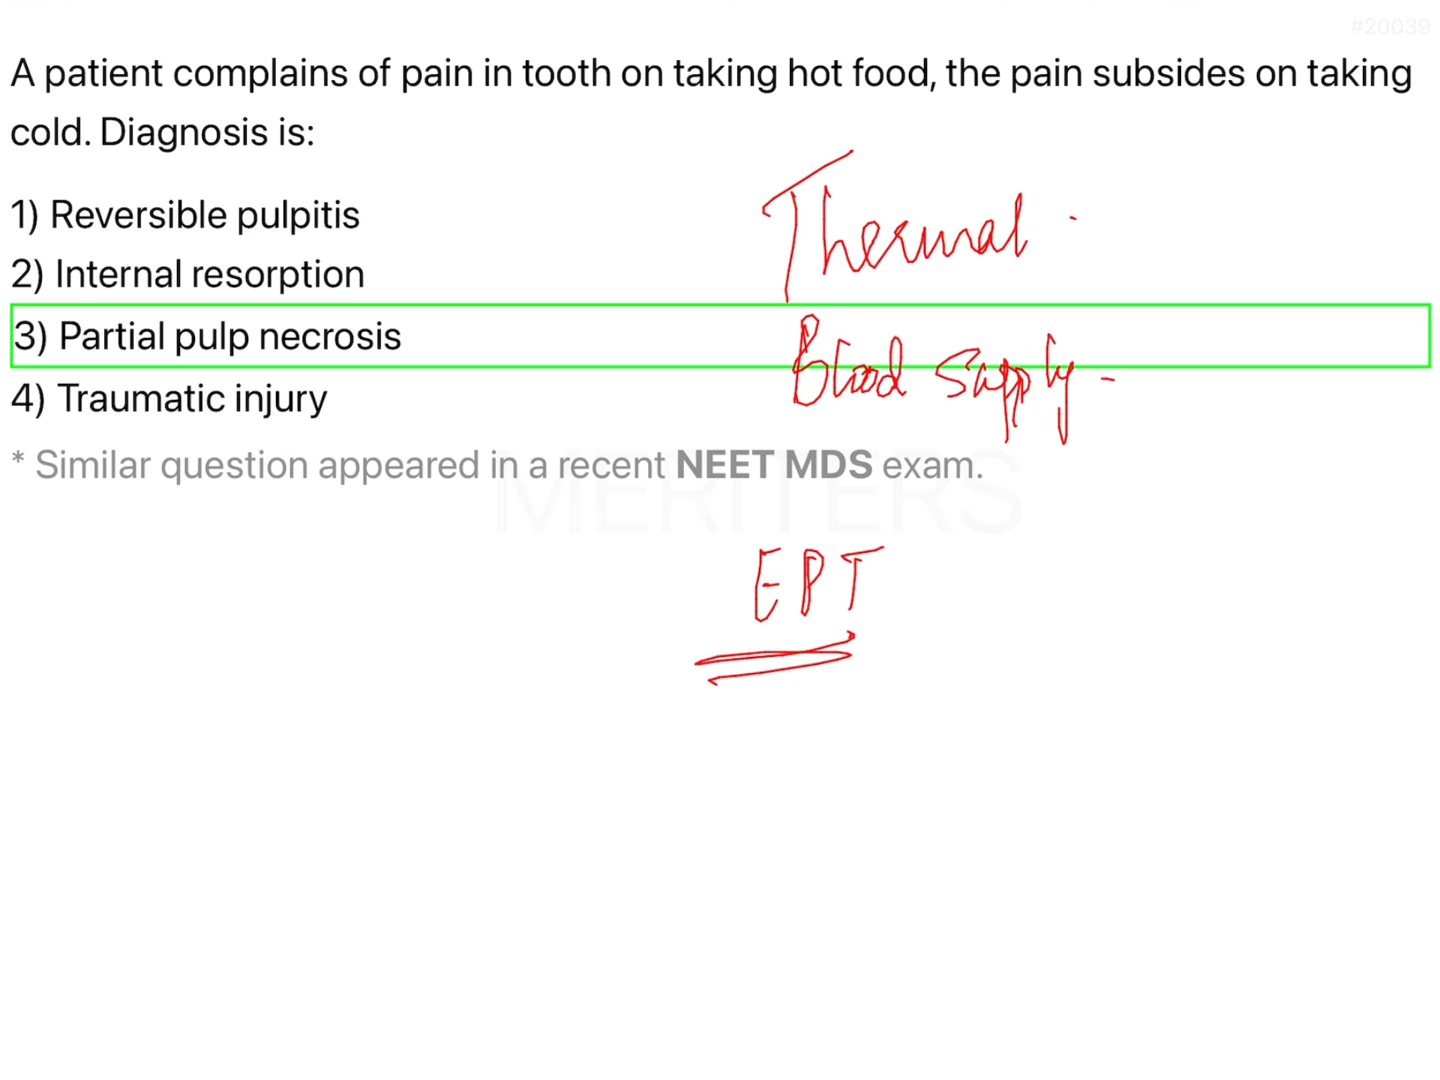 #20039
A patient complains of pain in tooth on taking hot food, the pain subsides on taking
cold. Diagnosis is:
1) Reversible pulpitis
2) Internal resorption
3) Partial pulp necrosis
4) Traumatic injury
* Similar question appeared in a recent NEET MDS exam.
MERITERS
Thermal
Blood Supply
EPT